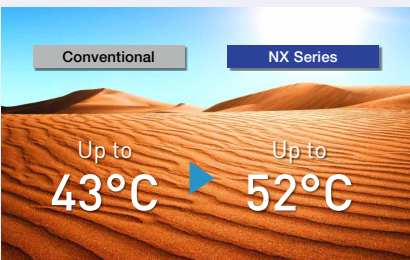 Conventional
NX Series
Up to
43°C
Up to
52°C